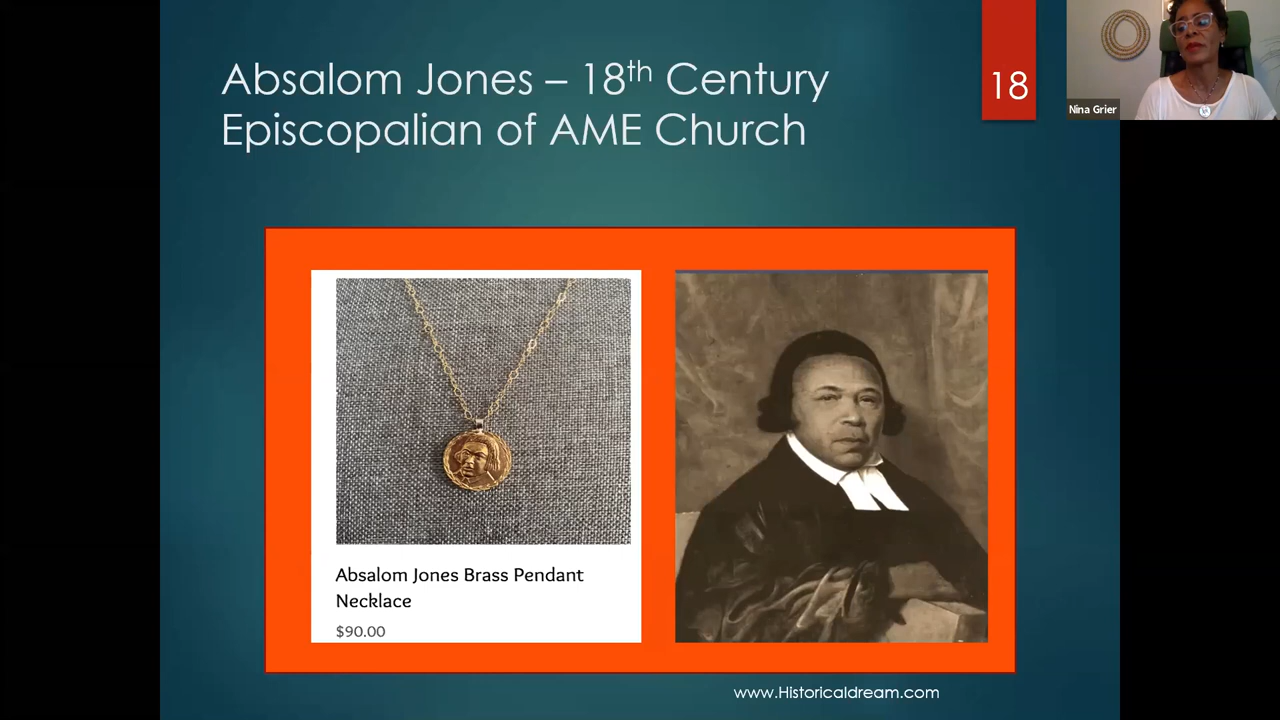 Absalom Jones – 18th Century
Episcopalian of AME Church
18
Nina Grier
Absalom Jones Brass Pendant
Necklace
$90.00
www.Historicaldream.com